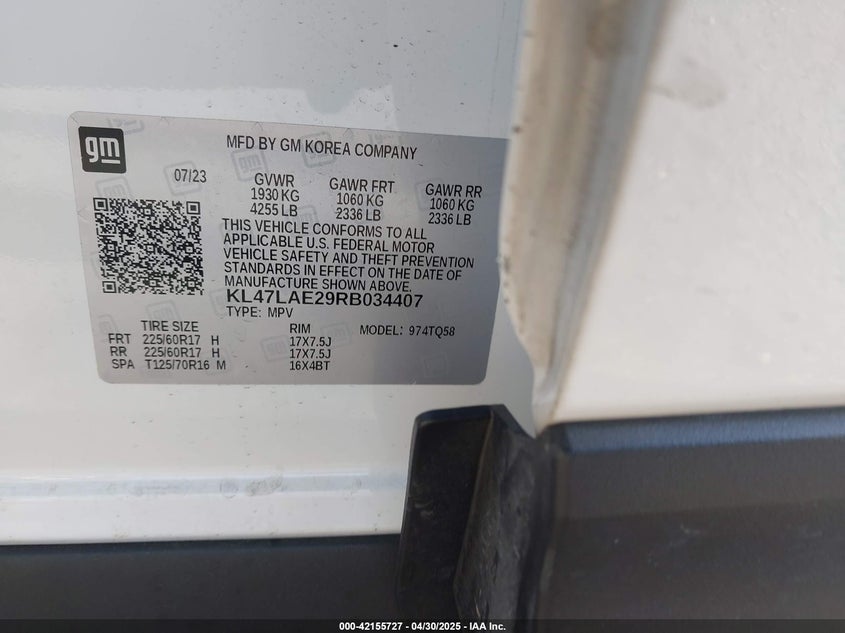 gm
MFD BY GM KOREA COMPANY
07/23
GVWR GAWR FRT GAWR RR
1930 KG 1060 KG 1060 KG
4255 LB 2336 LB 2336 LB
THIS VEHICLE CONFORMS TO ALL
APPLICABLE U.S. FEDERAL MOTOR
VEHICLE SAFETY AND THEFT PREVENTION
STANDARDS IN EFFECT ON THE DATE OF
MANUFACTURE SHOWN ABOVE.
KL47LAE29RB034407
TYPE: MPV
TIRE SIZE RIM MODEL: 974TQ58
FRT 225/60R17 H 17X7.5J
RR 225/60R17 H 17X7.5J
SPA T125/70R16 M 16X4BT
000-42155727 - 04/30/2025 - IAA Inc.